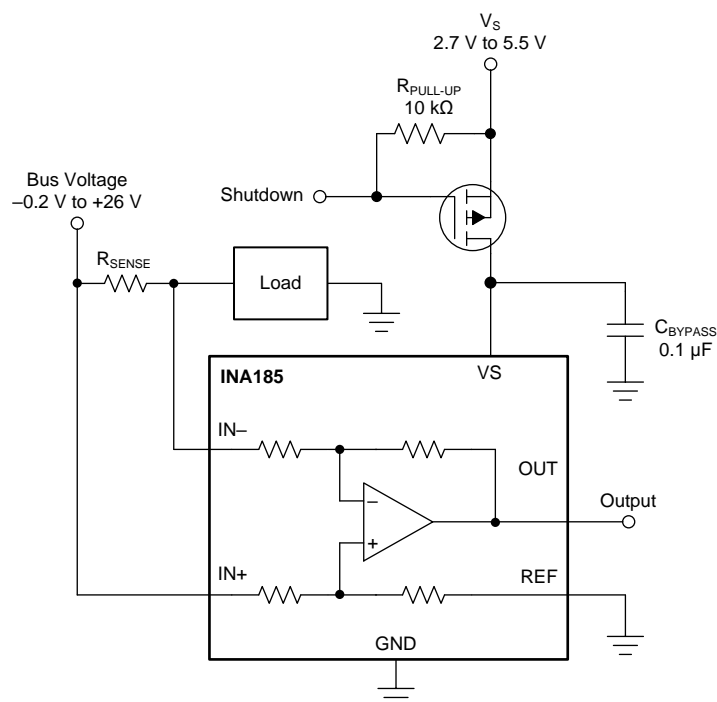 V_S
2.7 V to 5.5 V
R_PULL-UP
10 kΩ
Bus Voltage
–0.2 V to +26 V
Shutdown
R_SENSE
Load
C_BYPASS
0.1 µF
INA185
VS
IN–
OUT
–
Output
+
IN+
REF
GND